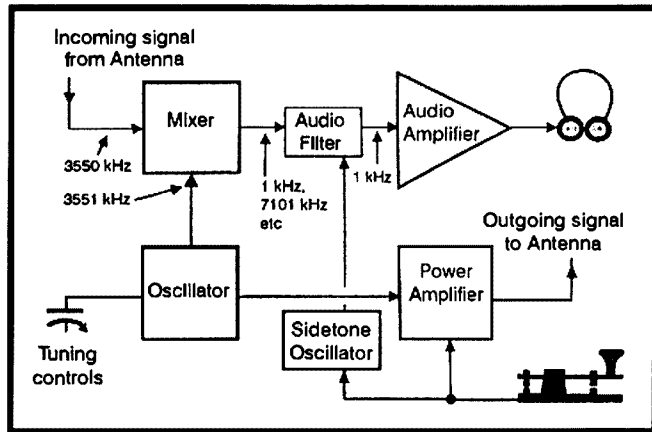 Incoming signal
from Antenna
Mixer
Audio
Filter
Audio
Amplifier
3550 kHz
3551 kHz
1 kHz,
7101 kHz
etc
1 kHz
Outgoing signal
to Antenna
Oscillator
Power
Amplifier
Sidetone
Oscillator
Tuning
controls